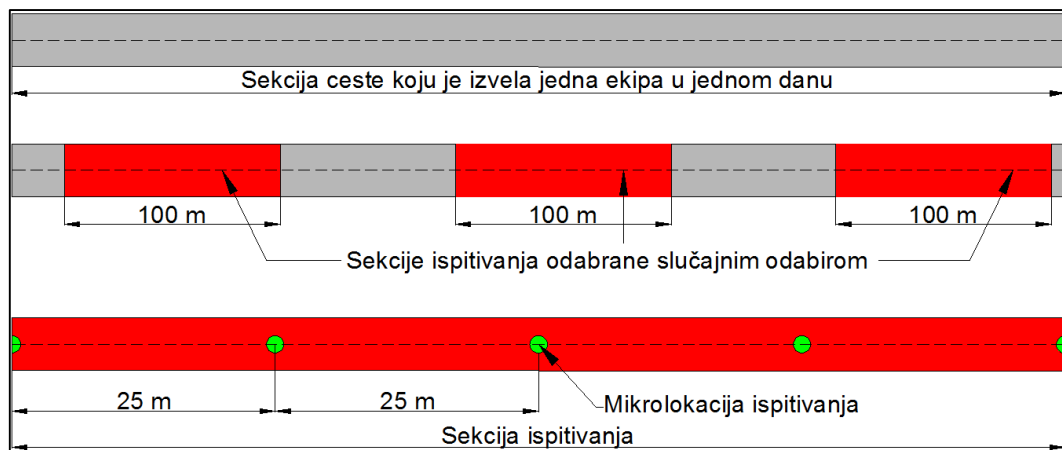 Sekcija ceste koju je izvela jedna ekipa u jednom danu
100 m
100 m
100 m
Sekcije ispitivanja odabrane slučajnim odabirom
25 m
25 m
Mikrolokacija ispitivanja
Sekcija ispitivanja